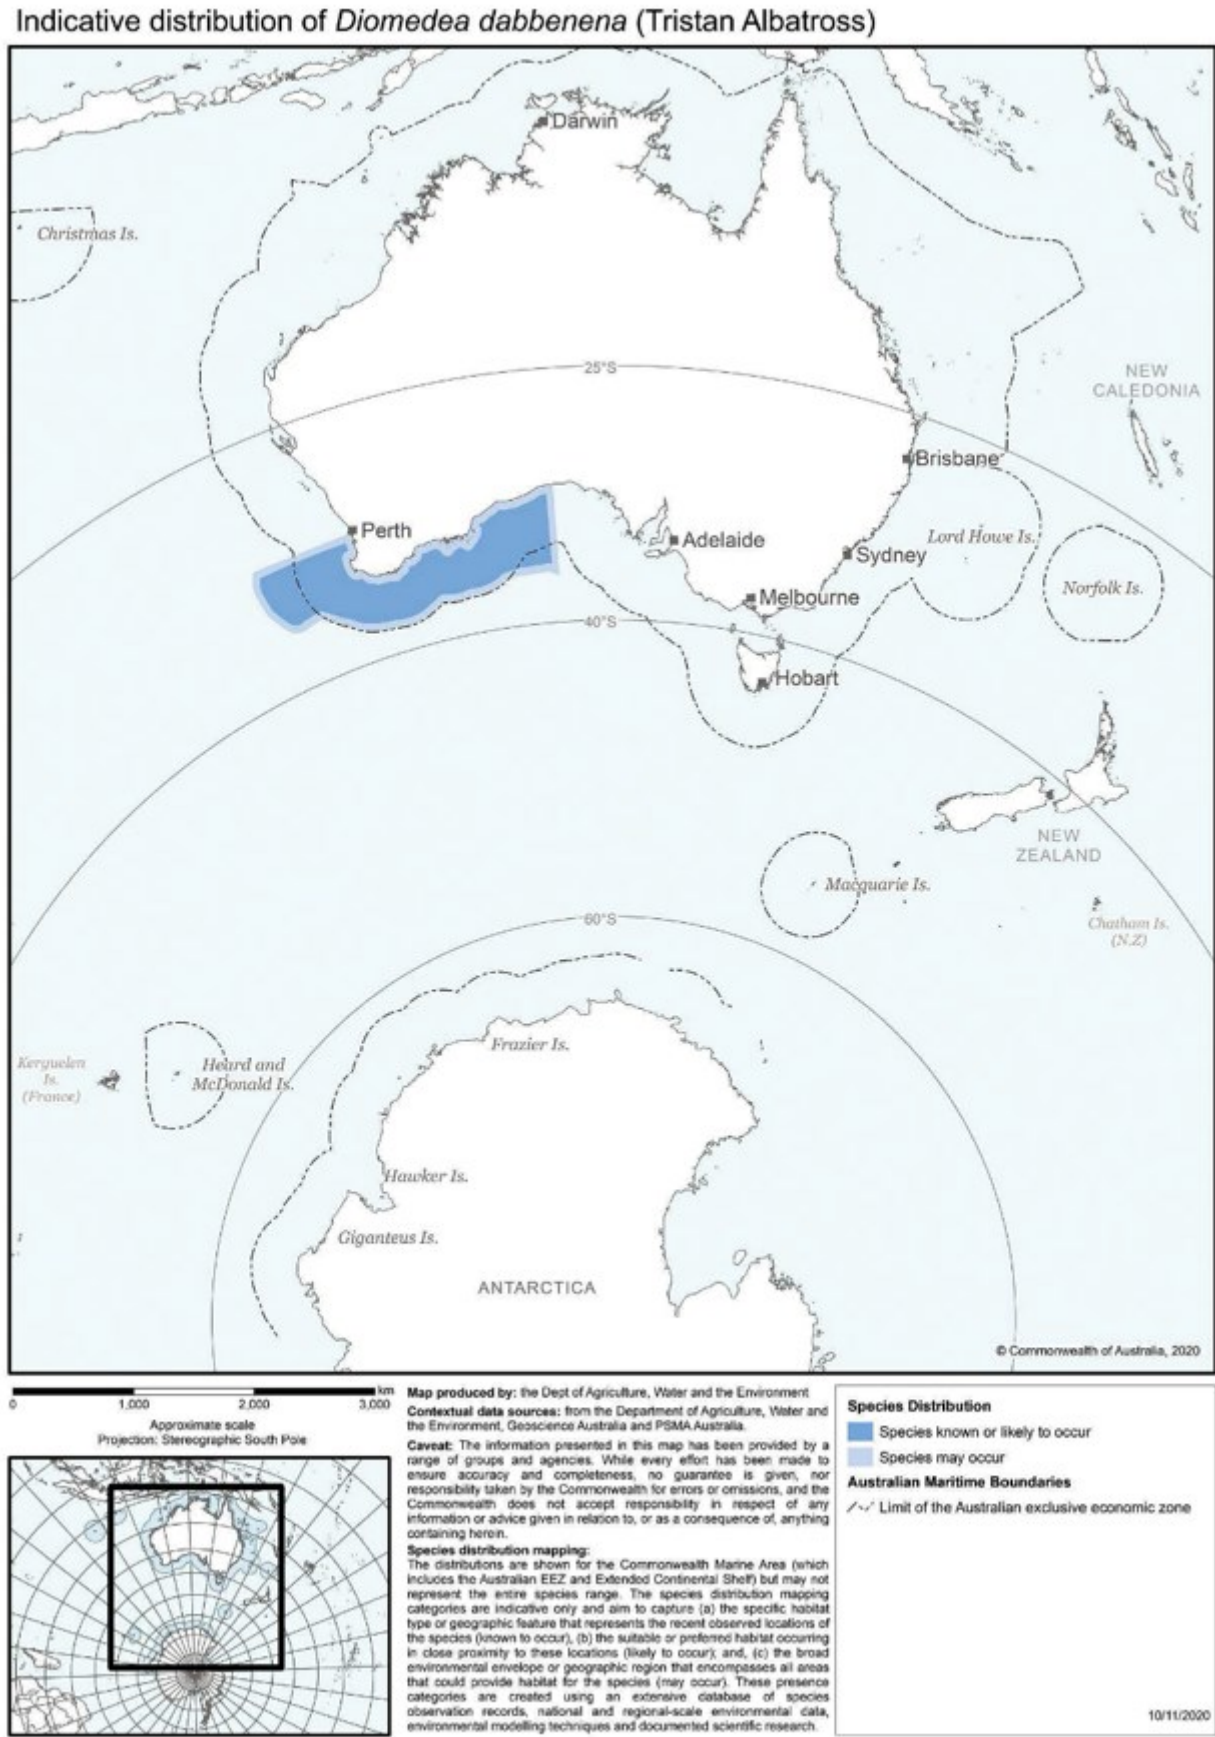 Indicative distribution of Diomedea dabbenena (Tristan Albatross)
Darwin
Christmas Is.
25°S
NEW
CALEDONIA
Brisbane
Perth
Adelaide
Lord Howe Is.
Sydney
Norfolk Is.
Melbourne
40°S
Hobart
NEW
ZEALAND
Macquarie Is.
60°S
Chatham Is.
(N.Z)
Frazier Is.
Kerguelen
Is.
(France)
Heard and
McDonald Is.
Hawker Is.
Giganteus Is.
ANTARCTICA
© Commonwealth of Australia, 2020
km
0 1,000 2,000 3,000
Approximate scale
Projection: Stereographic South Pole
Map produced by: the Dept of Agriculture, Water and the Environment
Contextual data sources: from the Department of Agriculture, Water and
the Environment, Geoscience Australia and PSMA Australia.
Caveat: The information presented in this map has been provided by a
range of groups and agencies. While every effort has been made to
ensure accuracy and completeness, no guarantee is given, nor
responsibility taken by the Commonwealth for errors or omissions, and the
Commonwealth does not accept responsibility in respect of any
information or advice given in relation to, or as a consequence of, anything
containing herein.
Species distribution mapping:
The distributions are shown for the Commonwealth Marine Area (which
includes the Australian EEZ and Extended Continental Shelf) but may not
represent the entire species range. The species distribution mapping
categories are indicative only and aim to capture (a) the specific habitat
type or geographic feature that represents the recent observed locations of
the species (known to occur), (b) the suitable or preferred habitat occurring
in close proximity to these locations (likely to occur); and, (c) the broad
environmental envelope or geographic region that encompasses all areas
that could provide habitat for the species (may occur). These presence
categories are created using an extensive database of species
observation records, national and regional-scale environmental data,
environmental modelling techniques and documented scientific research.
Species Distribution
Species known or likely to occur
Species may occur
Australian Maritime Boundaries
Limit of the Australian exclusive economic zone
10/11/2020